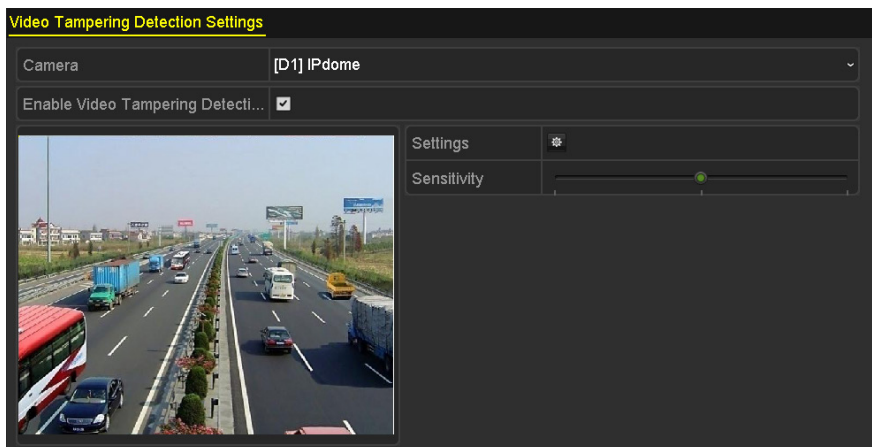 Video Tampering Detection Settings
Camera
[D1] IPdome
Enable Video Tampering Detecti...
Settings
Sensitivity